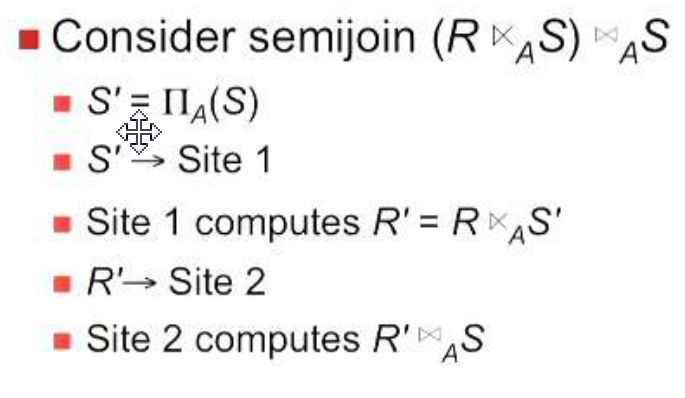 Consider semijoin (R ⋉A S) ⋈A S
S' = ΠA(S)
S' → Site 1
Site 1 computes R' = R ⋉A S'
R'→ Site 2
Site 2 computes R' ⋈A S